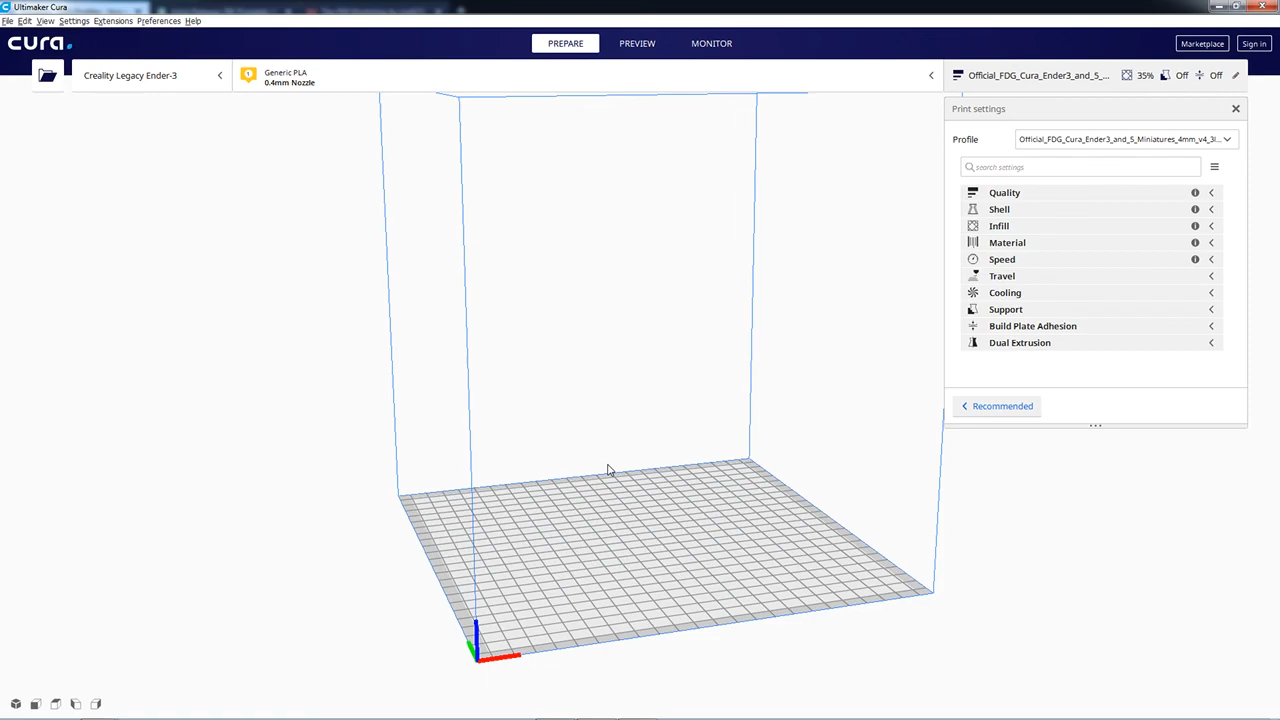 Ultimaker Cura
File Edit View Settings Extensions Preferences Help
cura.
PREPARE PREVIEW MONITOR
Marketplace Sign in
Creality Legacy Ender-3
1
Generic PLA
0.4mm Nozzle
Official_FDG_Cura_Ender3_and_5_... 35% Off Off
Print settings
Profile Official_FDG_Cura_Ender3_and_5_Miniatures_4mm_v4_3l...
search settings
Quality
Shell
Infill
Material
Speed
Travel
Cooling
Support
Build Plate Adhesion
Dual Extrusion
Recommended